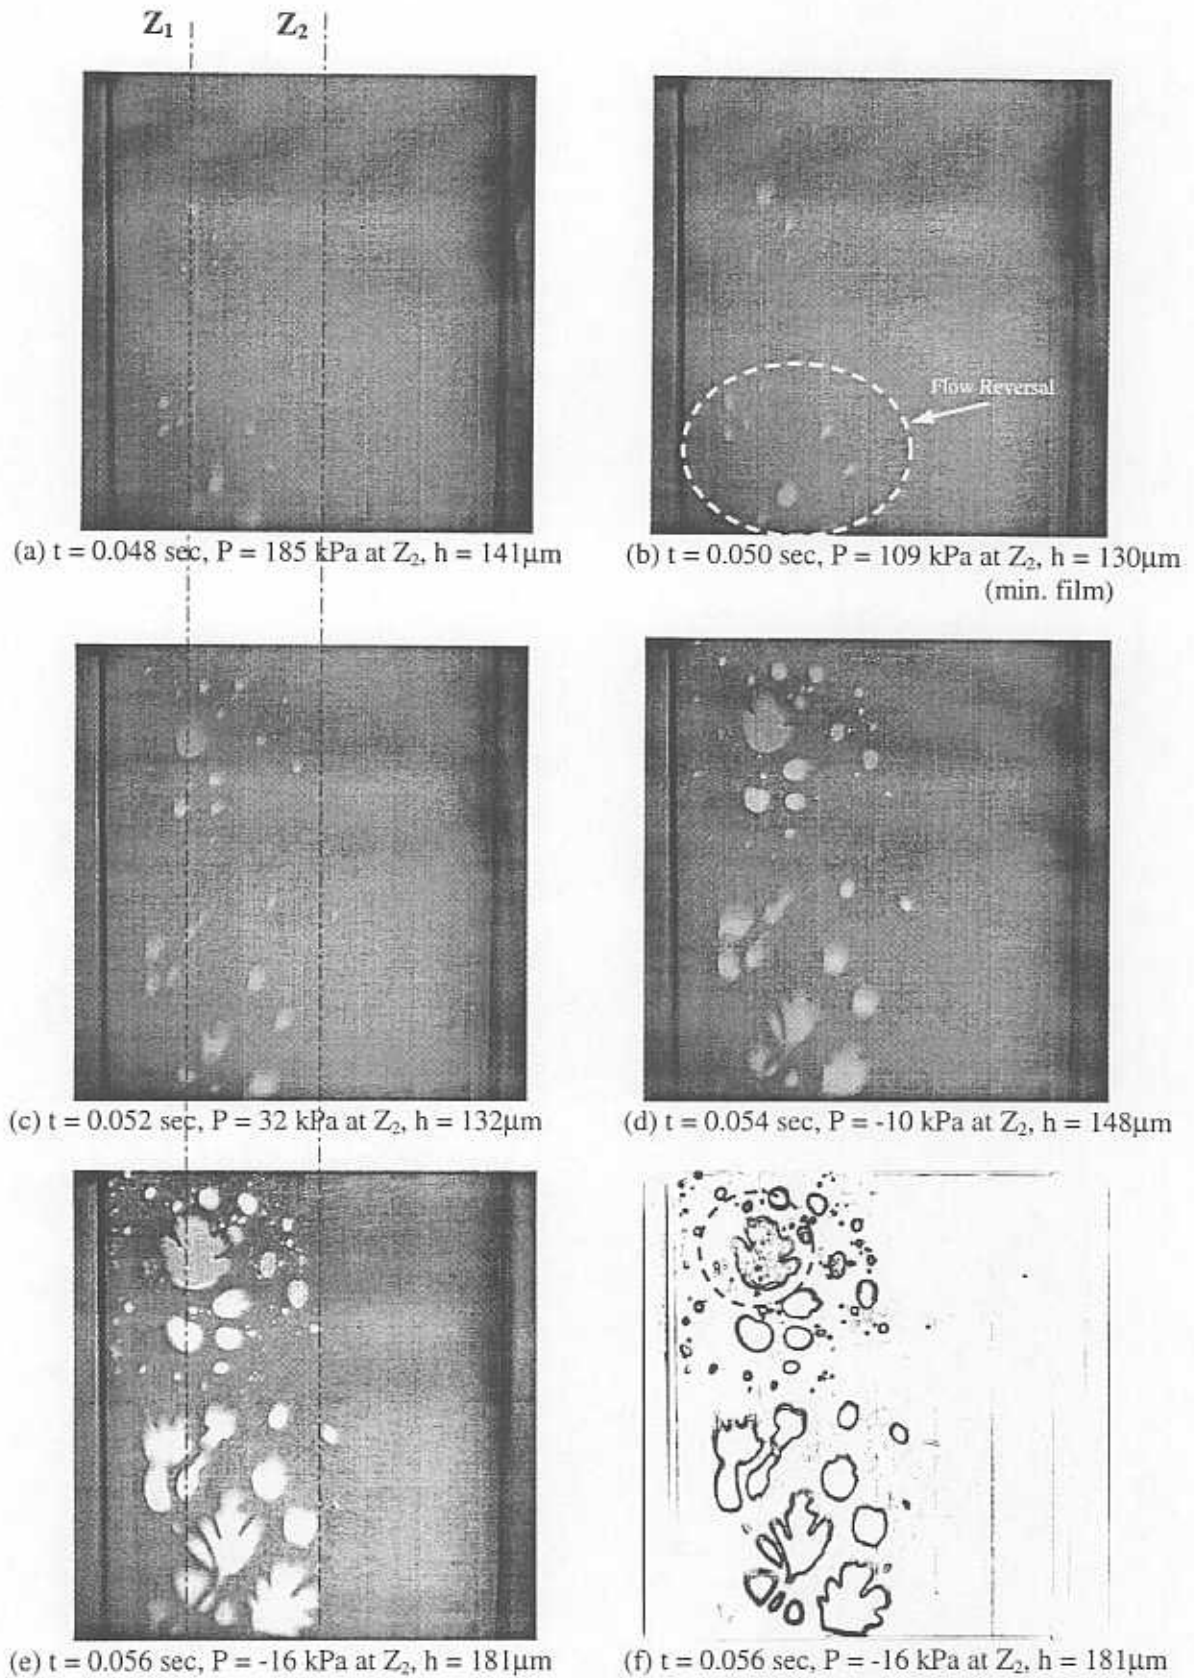 Z₁ Z₂
Flow Reversal
(a) t = 0.048 sec, P = 185 kPa at Z₂, h = 141μm
(b) t = 0.050 sec, P = 109 kPa at Z₂, h = 130μm
(min. film)
(c) t = 0.052 sec, P = 32 kPa at Z₂, h = 132μm
(d) t = 0.054 sec, P = -10 kPa at Z₂, h = 148μm
(e) t = 0.056 sec, P = -16 kPa at Z₂, h = 181μm
(f) t = 0.056 sec, P = -16 kPa at Z₂, h = 181μm